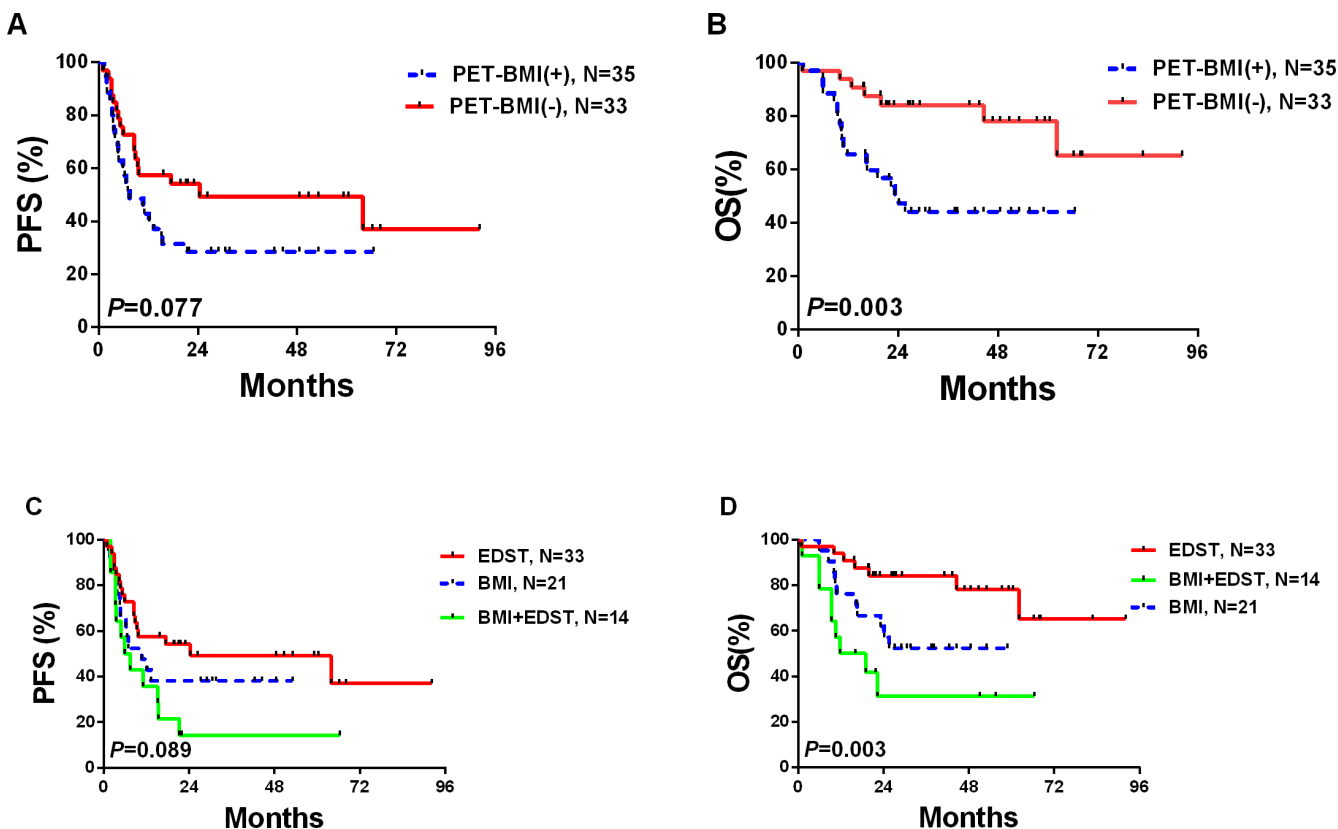 A
PFS (%)
100
80
60
40
20
0
0 24 48 72 96
Months
PET-BMI(+), N=35
PET-BMI(-), N=33
P=0.077
B
OS(%)
100
80
60
40
20
0
0 24 48 72 96
Months
PET-BMI(+), N=35
PET-BMI(-), N=33
P=0.003
C
PFS (%)
100
80
60
40
20
0
0 24 48 72 96
Months
EDST, N=33
BMI, N=21
BMI+EDST, N=14
P=0.089
D
OS(%)
100
80
60
40
20
0
0 24 48 72 96
Months
EDST, N=33
BMI+EDST, N=14
BMI, N=21
P=0.003